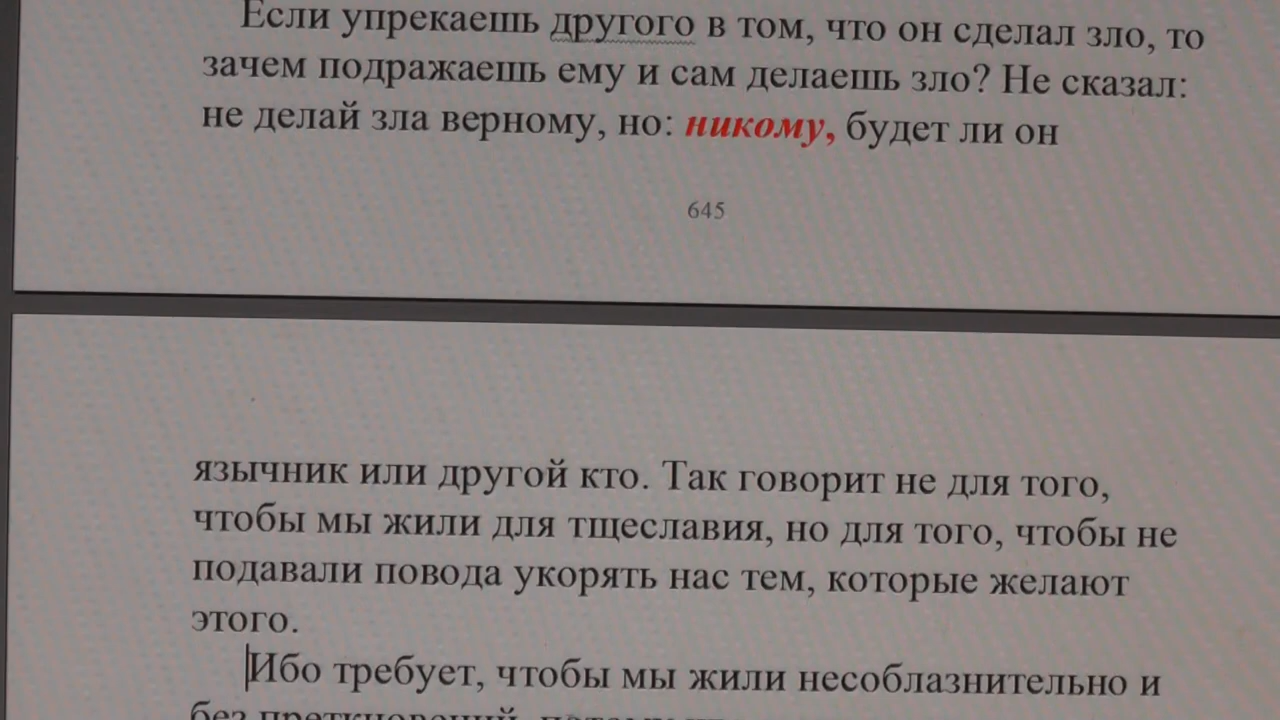 Если упрекаешь другого в том, что он сделал зло, то
зачем подражаешь ему и сам делаешь зло? Не сказал:
не делай зла верному, но: никому, будет ли он
645
язычник или другой кто. Так говорит не для того,
чтобы мы жили для тщеславия, но для того, чтобы не
подавали повода укорять нас тем, которые желают
этого.
Ибо требует, чтобы мы жили несоблазнительно и
без преткновений,